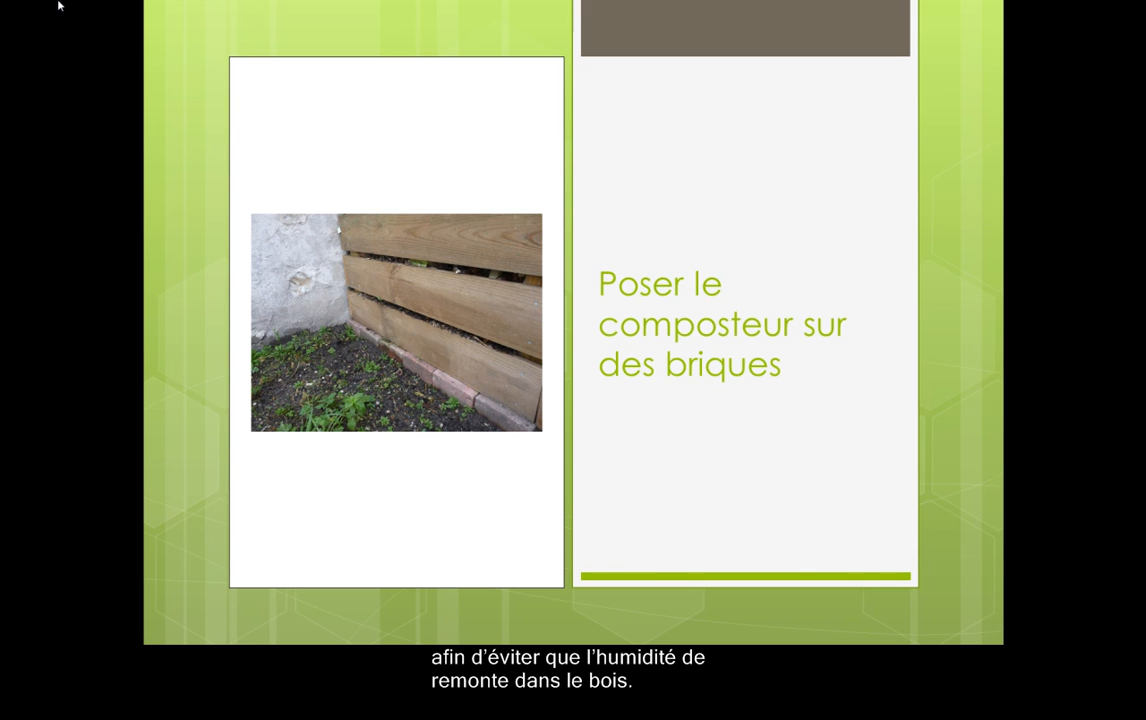 Poser le
composteur sur
des briques
afin d’éviter que l’humidité de
remonte dans le bois.